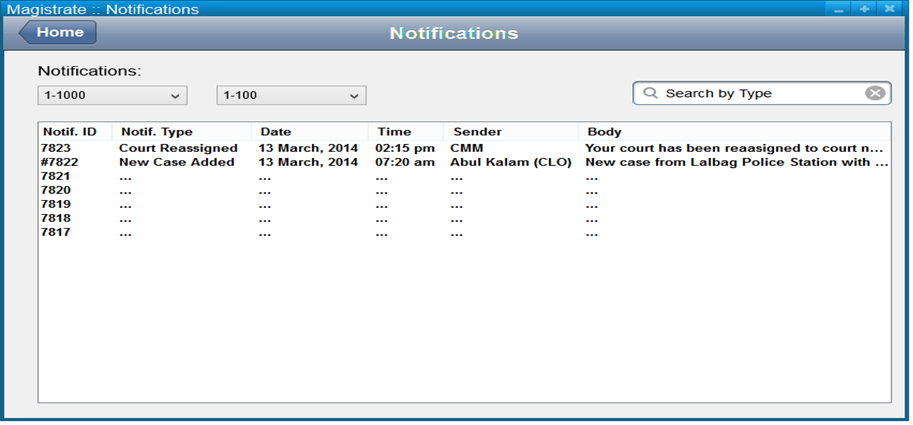 Magistrate :: Notifications
Home
Notifications
Notifications:
1-1000 1-100 Search by Type
Notif. ID Notif. Type Date Time Sender Body
7823 Court Reassigned 13 March, 2014 02:15 pm CMM Your court has been reaasigned to court n...
#7822 New Case Added 13 March, 2014 07:20 am Abul Kalam (CLO) New case from Lalbag Police Station with ...
7821 ... ... ... ... ...
7820 ... ... ... ... ...
7819 ... ... ... ... ...
7818 ... ... ... ... ...
7817 ... ... ... ... ...